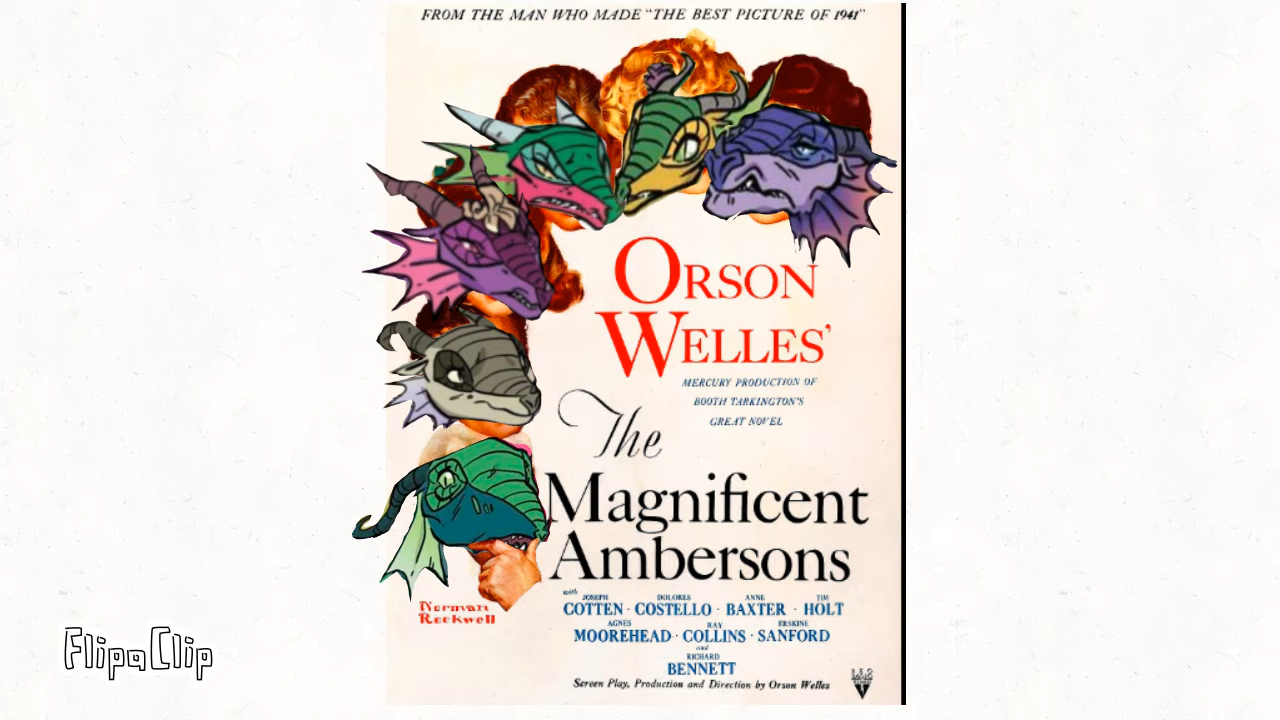 FROM THE MAN WHO MADE "THE BEST PICTURE OF 1941"
ORSON
WELLES'
MERCURY PRODUCTION OF
BOOTH TARKINGTON'S
GREAT NOVEL
The
Magnificent
Ambersons
with JOSEPH COTTEN · DOLORES COSTELLO · ANNE BAXTER · TIM HOLT
AGNES MOOREHEAD · RAY COLLINS · ERSKINE SANFORD
and
RICHARD
BENNETT
Screen Play, Production and Direction by Orson Welles
Norman
Rockwell
FlipaClip